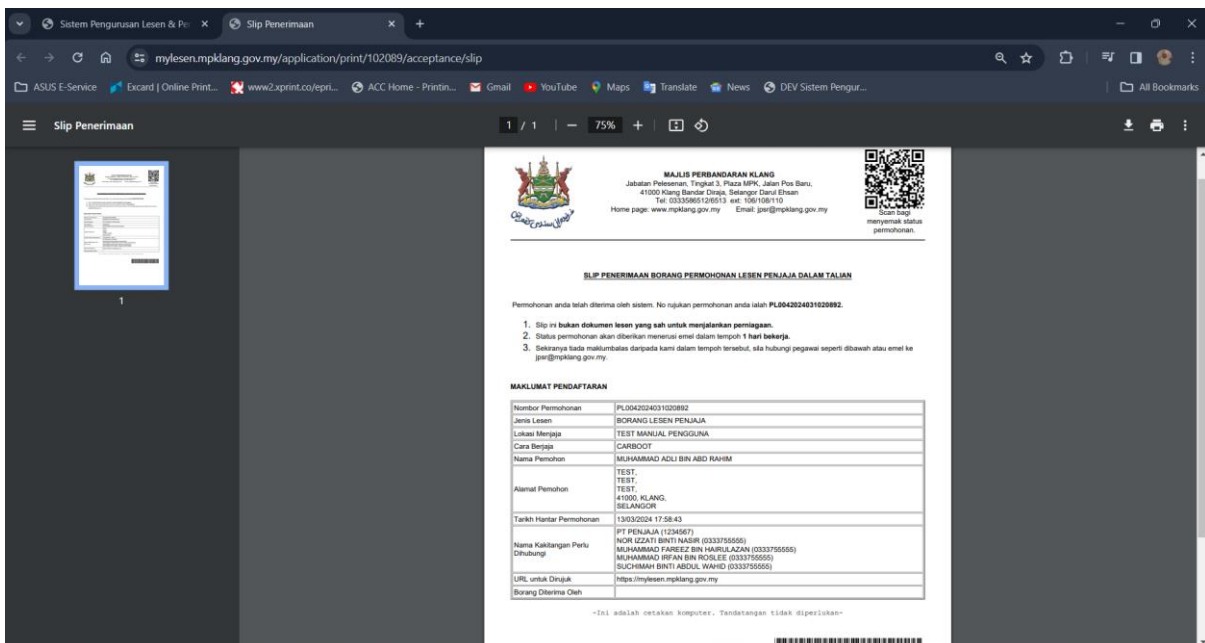 Sistem Pengurusan Lesen & Pe
Slip Penerimaan
mylesen.mpklang.gov.my/application/print/102089/acceptance/slip
ASUS E-Service
Excard | Online Print...
www2.xprint.co/epri...
ACC Home - Printin...
Gmail
YouTube
Maps
Translate
News
DEV Sistem Pengur...
All Bookmarks
Slip Penerimaan
1 / 1
75%
1
MAJLIS PERBANDARAN KLANG
Jabatan Pelesenan, Tingkat 3, Plaza MPK, Jalan Pos Baru,
41000 Klang Bandar Diraja, Selangor Darul Ehsan
Tel: 0333586512/6513 ext: 106/108/110
Home page: www.mpklang.gov.my Email: jpsr@mpklang.gov.my
Scan bagi
menyemak status
permohonan.
SLIP PENERIMAAN BORANG PERMOHONAN LESEN PENJAJA DALAM TALIAN
Permohonan anda telah diterima oleh sistem. No rujukan permohonan anda ialah PL0042024031020892.
1. Slip ini bukan dokumen lesen yang sah untuk menjalankan perniagaan.
2. Status permohonan akan diberikan menerusi emel dalam tempoh 1 hari bekerja.
3. Sekiranya tiada maklumbalas daripada kami dalam tempoh tersebut, sila hubungi pegawai seperti dibawah atau emel ke
jpsr@mpklang.gov.my.
MAKLUMAT PENDAFTARAN
Nombor Permohonan PL0042024031020892
Jenis Lesen BORANG LESEN PENJAJA
Lokasi Menjaja TEST MANUAL PENGGUNA
Cara Berjaja CARBOOT
Nama Pemohon MUHAMMAD ADLI BIN ABD RAHIM
Alamat Pemohon TEST,
TEST,
TEST,
41000, KLANG,
SELANGOR
Tarikh Hantar Permohonan 13/03/2024 17:58:43
Nama Kakitangan Perlu Dihubungi PT PENJAJA (1234567)
NOR IZZATI BINTI NASIR (0333755555)
MUHAMMAD FAREEZ BIN HAIRULAZAN (0333755555)
MUHAMMAD IRFAN BIN ROSLEE (0333755555)
SUCHIMAH BINTI ABDUL WAHID (0333755555)
URL untuk Dirujuk https://mylesen.mpklang.gov.my
Borang Diterima Oleh
~Ini adalah cetakan komputer. Tandatangan tidak diperlukan~